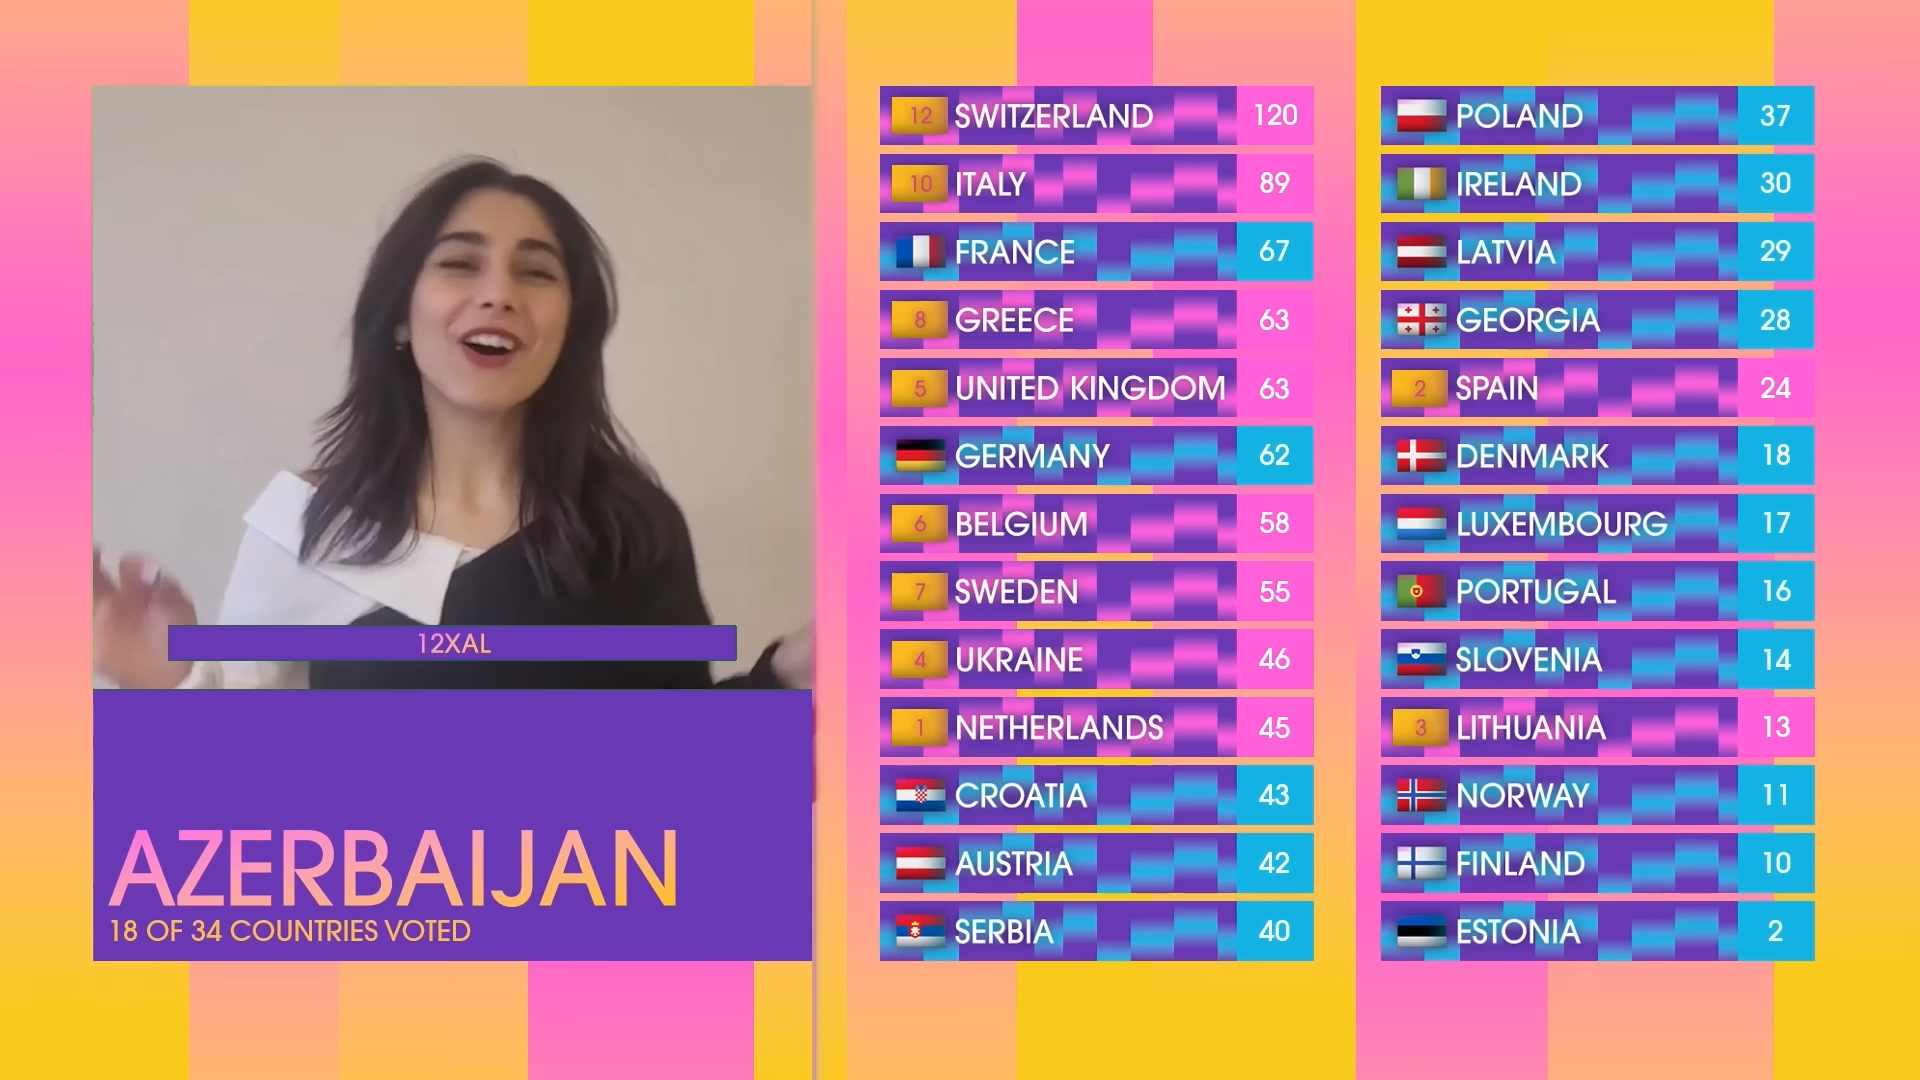 12XAL
AZERBAIJAN
18 OF 34 COUNTRIES VOTED
12 SWITZERLAND 120
10 ITALY 89
FRANCE 67
8 GREECE 63
5 UNITED KINGDOM 63
GERMANY 62
6 BELGIUM 58
7 SWEDEN 55
4 UKRAINE 46
1 NETHERLANDS 45
CROATIA 43
AUSTRIA 42
SERBIA 40
POLAND 37
IRELAND 30
LATVIA 29
GEORGIA 28
2 SPAIN 24
DENMARK 18
LUXEMBOURG 17
PORTUGAL 16
SLOVENIA 14
3 LITHUANIA 13
NORWAY 11
FINLAND 10
ESTONIA 2